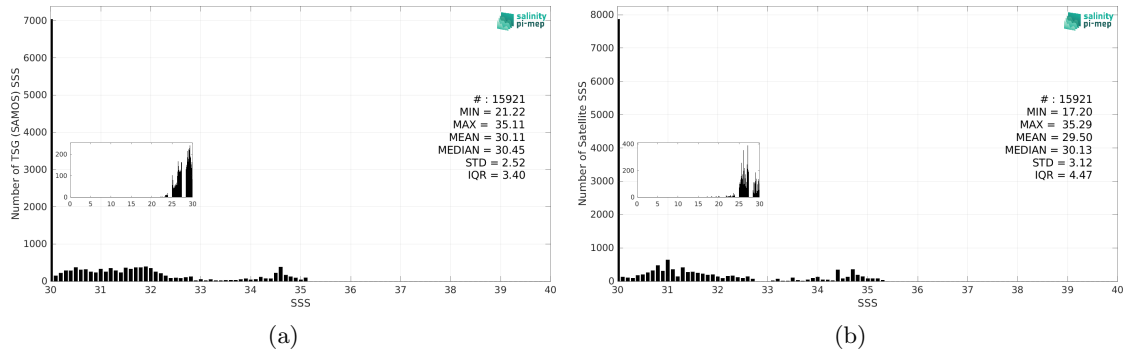 salinity
pi-mep
7000
6000
5000
4000
3000
2000
1000
0
Number of TSG (SAMOS) SSS
# : 15921
MIN = 21.22
MAX = 35.11
MEAN = 30.11
MEDIAN = 30.45
STD = 2.52
IQR = 3.40
200
100
0
0 5 10 15 20 25 30
30 31 32 33 34 35 36 37 38 39 40
SSS
(a)
salinity
pi-mep
8000
7000
6000
5000
4000
3000
2000
1000
0
Number of Satellite SSS
# : 15921
MIN = 17.20
MAX = 35.29
MEAN = 29.50
MEDIAN = 30.13
STD = 3.12
IQR = 4.47
400
200
0
0 5 10 15 20 25 30
30 31 32 33 34 35 36 37 38 39 40
SSS
(b)